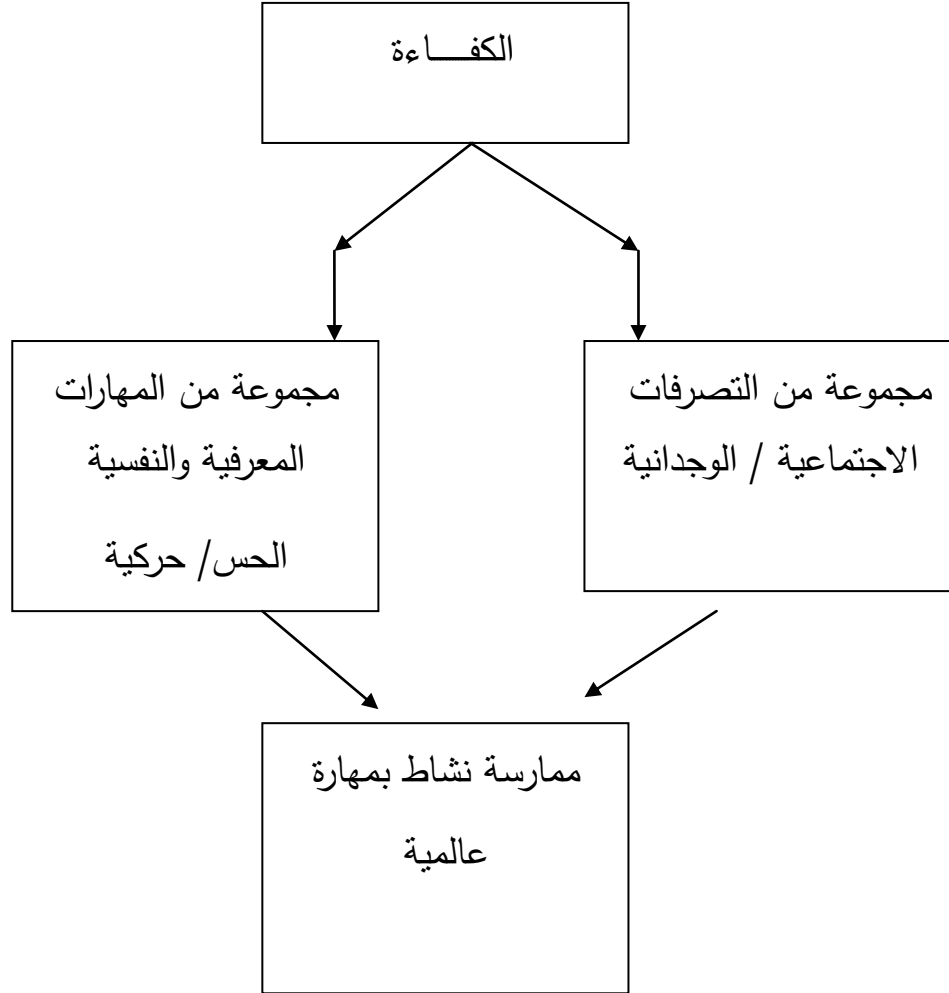 الكفـــاءة
مجموعة من التصرفات
الاجتماعية / الوجدانية
مجموعة من المهارات
المعرفية والنفسية
الحس/ حركية
ممارسة نشاط بمهارة
عالمية